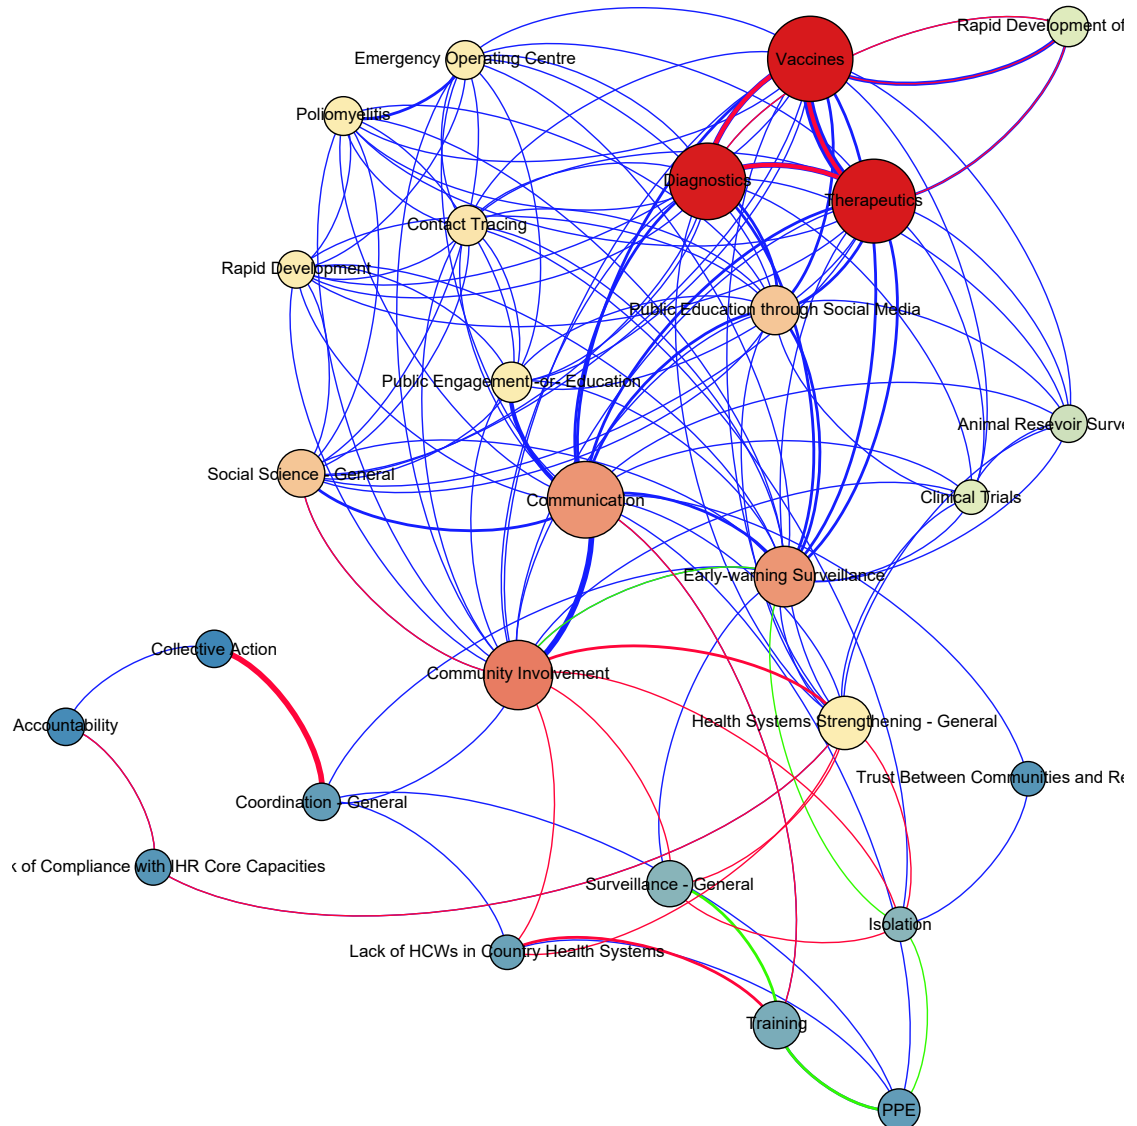 Rapid Development of
Emergency Operating Centre
Vaccines
Poliomyelitis
Diagnostics
Therapeutics
Contact Tracing
Rapid Development
Public Education through Social Media
Public Engagement -or- Education
Animal Resevoir Surve
Social Science - General
Clinical Trials
Communication
Early-warning Surveillance
Collective Action
Community Involvement
Accountability
Health Systems Strengthening - General
Trust Between Communities and Re
Coordination - General
k of Compliance with IHR Core Capacities
Surveillance - General
Isolation
Lack of HCWs in Country Health Systems
Training
PPE